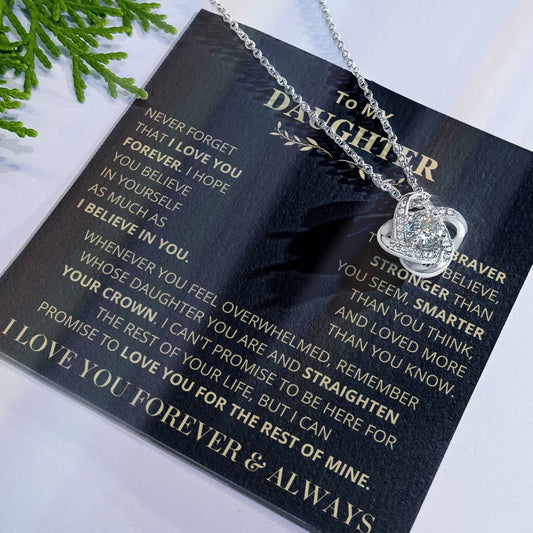 To My
DAUGHTER
NEVER FORGET
THAT I LOVE YOU
FOREVER. I HOPE
YOU BELIEVE
IN YOURSELF
AS MUCH AS
I BELIEVE IN YOU.
BRAVER
BELIEVE,
STRONGER THAN
YOU SEEM, SMARTER
THAN YOU THINK,
AND LOVED MORE
THAN YOU KNOW.
WHENEVER YOU FEEL OVERWHELMED, REMEMBER
WHOSE DAUGHTER YOU ARE AND STRAIGHTEN
YOUR CROWN. I CAN'T PROMISE TO BE HERE FOR
THE REST OF YOUR LIFE, BUT I CAN
PROMISE TO LOVE YOU FOR THE REST OF MINE.
I LOVE YOU FOREVER & ALWAYS